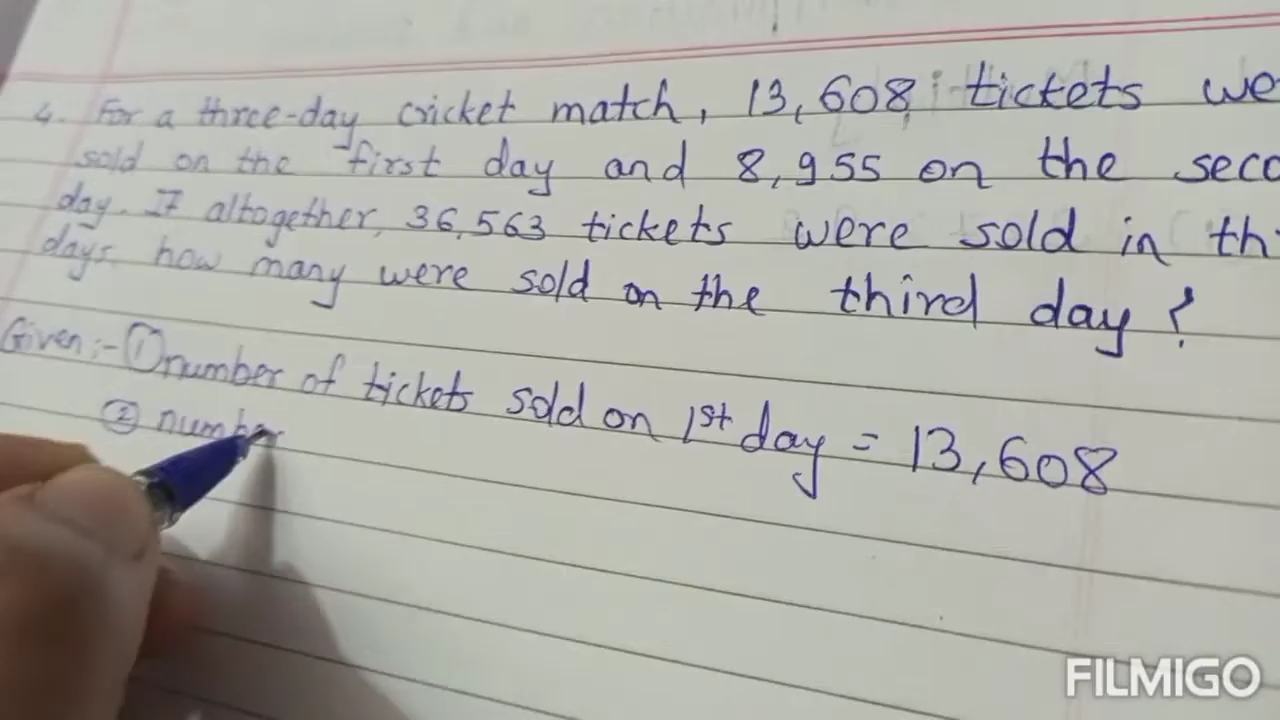 4. For a three-day cricket match, 13,608 tickets we
sold on the first day and 8,955 on the seco
day. If altogether, 36,563 tickets were sold in th
days, how many were sold on the third day ?
Given :- ① number of tickets sold on 1st day = 13,608
② number
FILMIGO